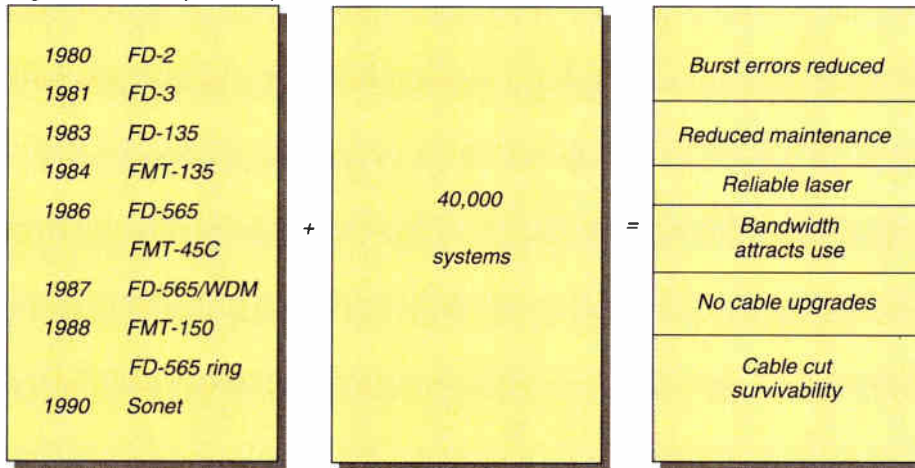 1980 FD-2
1981 FD-3
1983 FD-135
1984 FMT-135
1986 FD-565
FMT-45C
1987 FD-565/WDM
1988 FMT-150
FD-565 ring
1990 Sonet
+
40,000
systems
=
Burst errors reduced
Reduced maintenance
Reliable laser
Bandwidth
attracts use
No cable upgrades
Cable cut
survivability